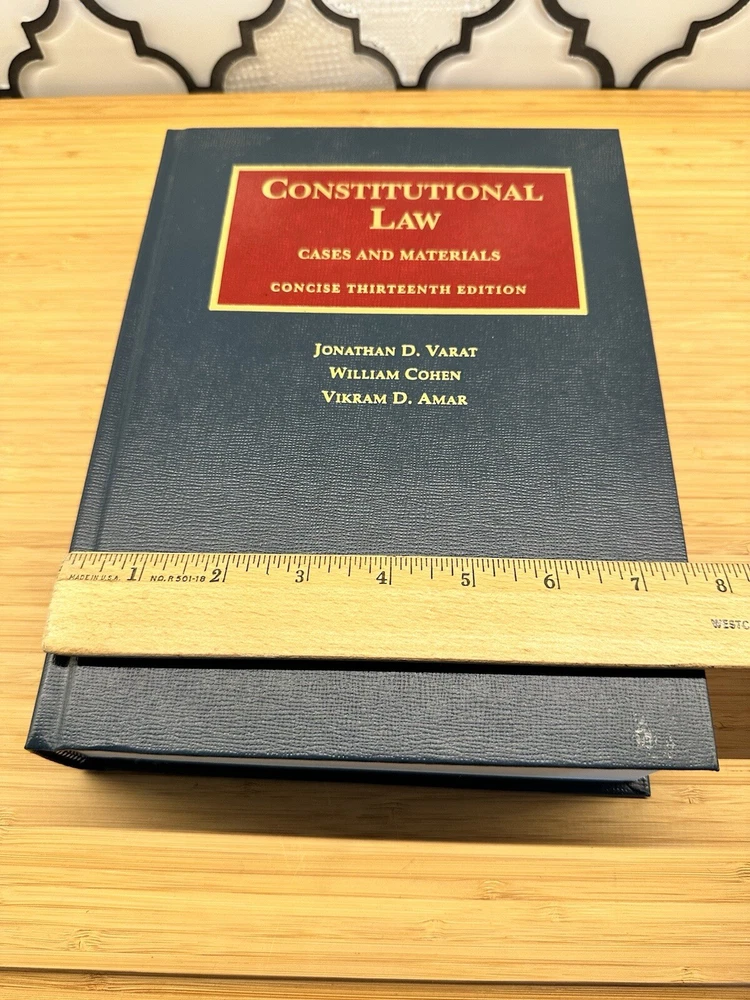 CONSTITUTIONAL
LAW
CASES AND MATERIALS
CONCISE THIRTEENTH EDITION
JONATHAN D. VARAT
WILLIAM COHEN
VIKRAM D. AMAR
1 2 3 4 5 6 7 8
MADE IN U.S.A. NO. R 501-18
WESTC